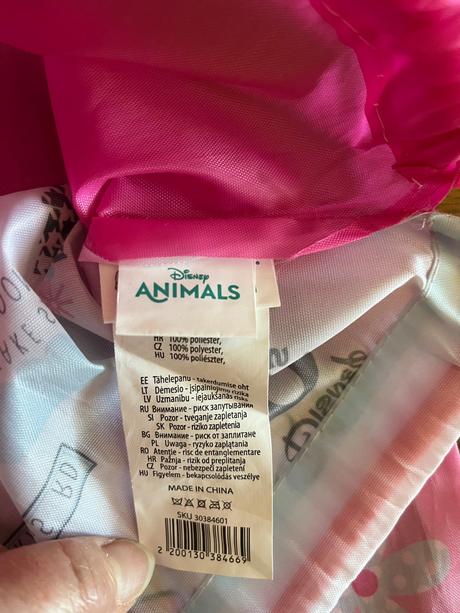 Disney
ANIMALS
HR 100% poliester,
CZ 100% polyester,
HU 100% poliészter,
EE Tähelepanu - takerdumise oht
LT Dėmesio - įsipainiojimo rizika
LV Uzmanību - iejaukšanās risks
RU Внимание - риск запутывания
SI Pozor - tveganje zapletanja
SK Pozor - riziko zapletenia
BG Внимание - риск от заплитане
PL Uwaga - ryzyko zaplątania
RO Atenție - risc de entanglementare
HR Pažnja - rizik od preplitanja
CZ Pozor - nebezpečí zapletení
HU Figyelem - bekapcsolódás veszélye
MADE IN CHINA
SKU 30384601
2 200130 384669
Disney